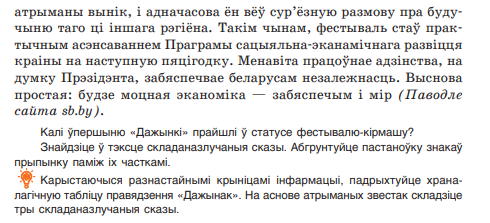 атрыманы вынік, і адначасова ён вёў сур’ёзную размову пра буду-
чыню таго ці іншага рэгіёна. Такім чынам, фестываль стаў прак-
тычным асэнсаваннем Праграмы сацыяльна-эканамічнага развіцця
краіны на наступную пяцігодку. Менавіта працоўнае адзінства, на
думку Прэзідэнта, забяспечвае беларусам незалежнасць. Выснова
простая: будзе моцная эканоміка — забяспечым і мір (Паводле
сайта sb.by).
Калі ўпершыню «Дажынкі» прайшлі ў статусе фестывалю-кірмашу?
Знайдзіце ў тэксце складаназлучаныя сказы. Абгрунтуйце пастаноўку знакаў
прыпынку паміж іх часткамі.
Карыстаючыся разнастайнымі крыніцамі інфармацыі, падрыхтуйце храна-
лагічную табліцу правядзення «Дажынак». На аснове атрыманых звестак складзіце
тры складаназлучаныя сказы.